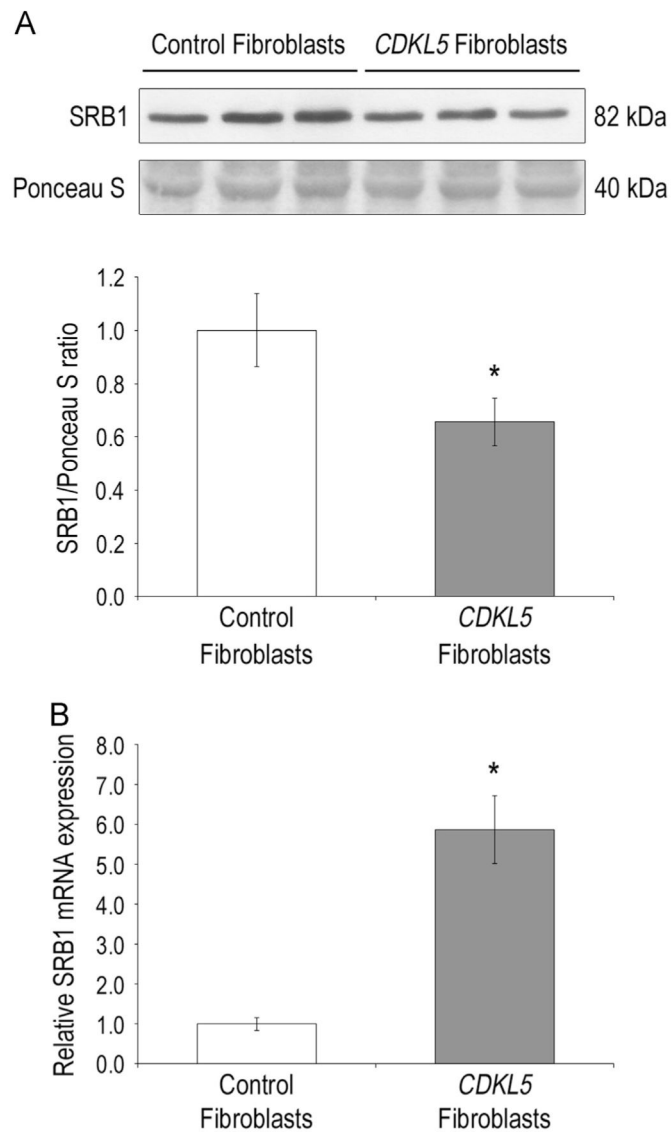 A
Control Fibroblasts CDKL5 Fibroblasts
SRB1 82 kDa
Ponceau S 40 kDa
SRB1/Ponceau S ratio
1.2
1.0
0.8
0.6
0.4
0.2
0.0
*
Control CDKL5
Fibroblasts Fibroblasts
B
Relative SRB1 mRNA expression
8.0
7.0
6.0
5.0
4.0
3.0
2.0
1.0
0.0
*
Control CDKL5
Fibroblasts Fibroblasts